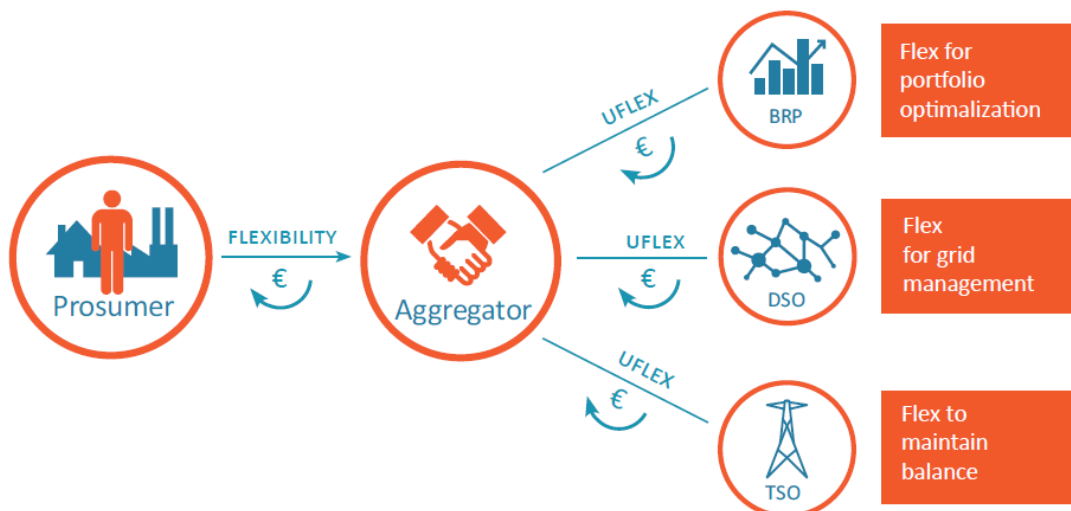 Prosumer
FLEXIBILITY
€
Aggregator
UFLEX
€
BRP
Flex for
portfolio
optimalization
UFLEX
€
DSO
Flex
for grid
management
UFLEX
€
TSO
Flex to
maintain
balance